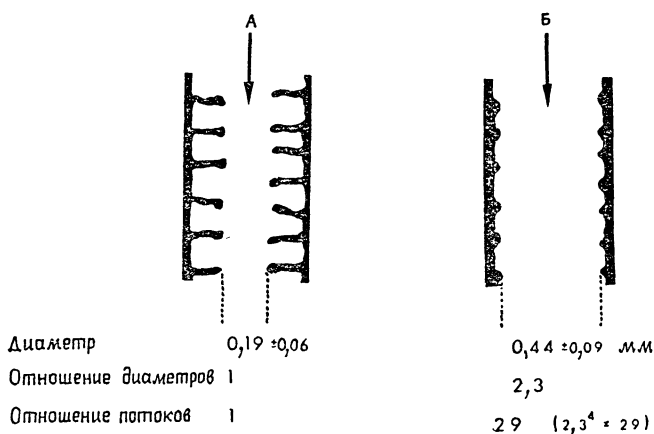 А Б
Диаметр 0,19 ±0,06 0,44 ±0,09 мм
Отношение диаметров 1 2,3
Отношение потоков 1 29 (2,3⁴ = 29)